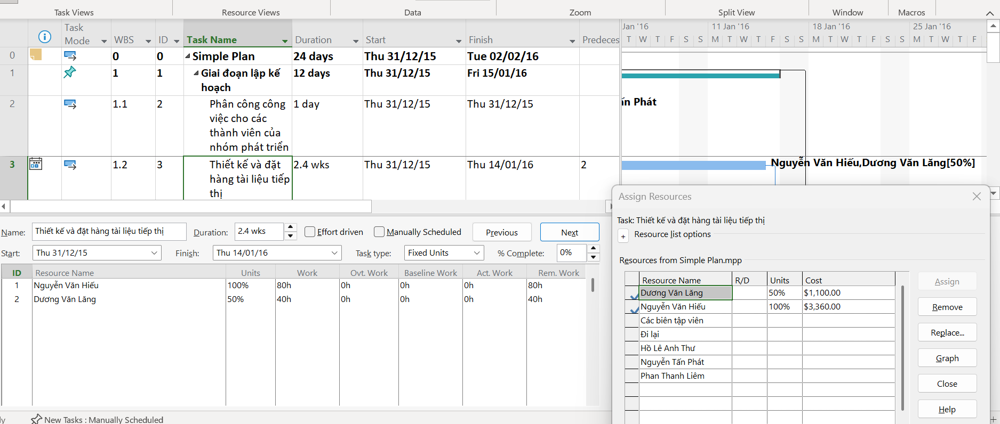 Task Views Resource Views Data Zoom Split View Window Macros
Task Mode WBS ID Task Name Duration Start Finish Predeces
Jan '16 11 Jan '16 18 Jan '16 25 Jan '16
T W T F S S M T W T F S S M T W T F S S M T W T F
0 0 0 Simple Plan 24 days Thu 31/12/15 Tue 02/02/16
1 1 1 Giai đoạn lập kế 12 days Thu 31/12/15 Fri 15/01/16
hoạch
2 1.1 2 Phân công công 1 day Thu 31/12/15 Thu 31/12/15
việc cho các
thành viên của
nhóm phát triển
Phát
3 1.2 3 Thiết kế và đặt 2.4 wks Thu 31/12/15 Thu 14/01/16 2
hàng tài liệu tiếp
thị
Nguyễn Văn Hiếu,Dương Văn Lăng[50%]
Name: Thiết kế và đặt hàng tài liệu tiếp thị Duration: 2.4 wks Effort driven Manually Scheduled Previous Next
Start: Thu 31/12/15 Finish: Thu 14/01/16 Task type: Fixed Units % Complete: 0%
ID Resource Name Units Work Ovt. Work Baseline Work Act. Work Rem. Work
1 Nguyễn Văn Hiếu 100% 80h 0h 0h 0h 80h
2 Dương Văn Lăng 50% 40h 0h 0h 0h 40h
Assign Resources
Task: Thiết kế và đặt hàng tài liệu tiếp thị
+ Resource list options
Resources from Simple Plan.mpp
Resource Name R/D Units Cost
Dương Văn Lăng 50% $1,100.00
Nguyễn Văn Hiếu 100% $3,360.00
Các biên tập viên
Đi lại
Hồ Lê Anh Thư
Nguyễn Tấn Phát
Phan Thanh Liêm
Assign
Remove
Replace...
Graph
Close
Help
New Tasks : Manually Scheduled